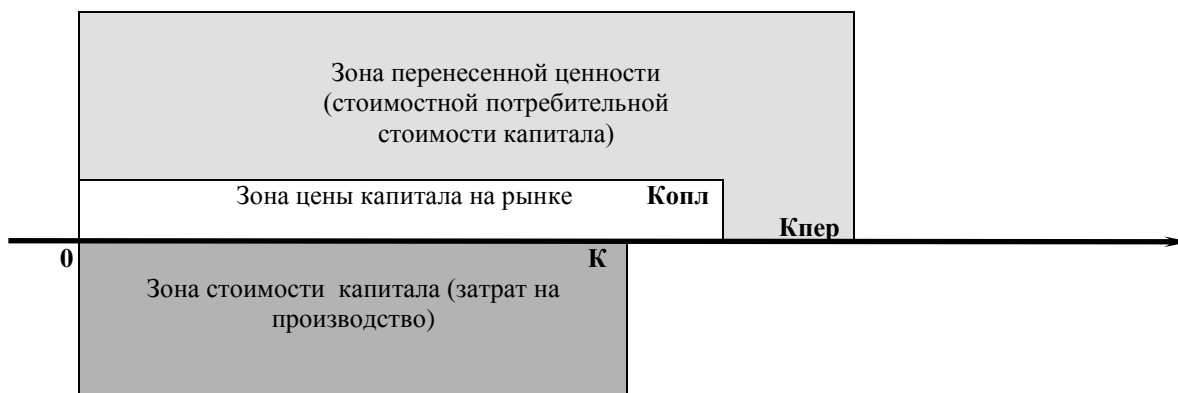 Зона перенесенной ценности
(стоимостной потребительной
стоимости капитала)
Зона цены капитала на рынке Копл
Кпер
0 К
Зона стоимости капитала (затрат на
производство)